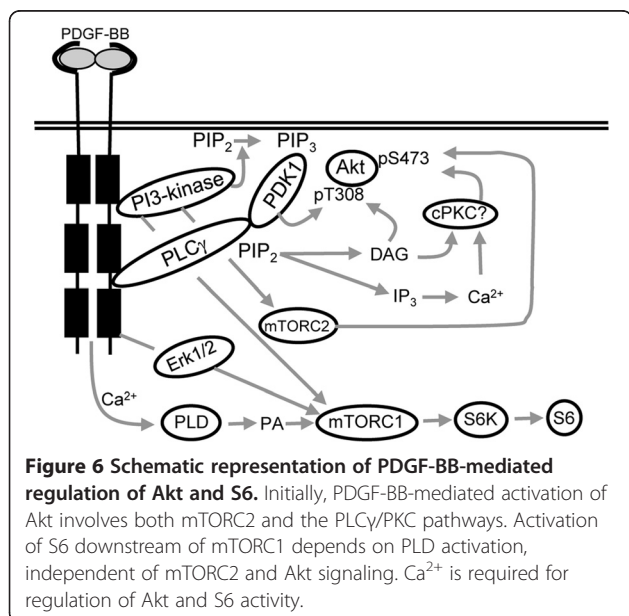 PDGF-BB
PIP₂ PIP₃
Akt pS473
PI3-kinase
PDK1
pT308
cPKC?
PLCγ
PIP₂
DAG
IP₃ Ca²⁺
mTORC2
Erk1/2
Ca²⁺
PLD PA mTORC1 S6K S6
Figure 6 Schematic representation of PDGF-BB-mediated
regulation of Akt and S6. Initially, PDGF-BB-mediated activation of
Akt involves both mTORC2 and the PLCγ/PKC pathways. Activation
of S6 downstream of mTORC1 depends on PLD activation,
independent of mTORC2 and Akt signaling. Ca²⁺ is required for
regulation of Akt and S6 activity.